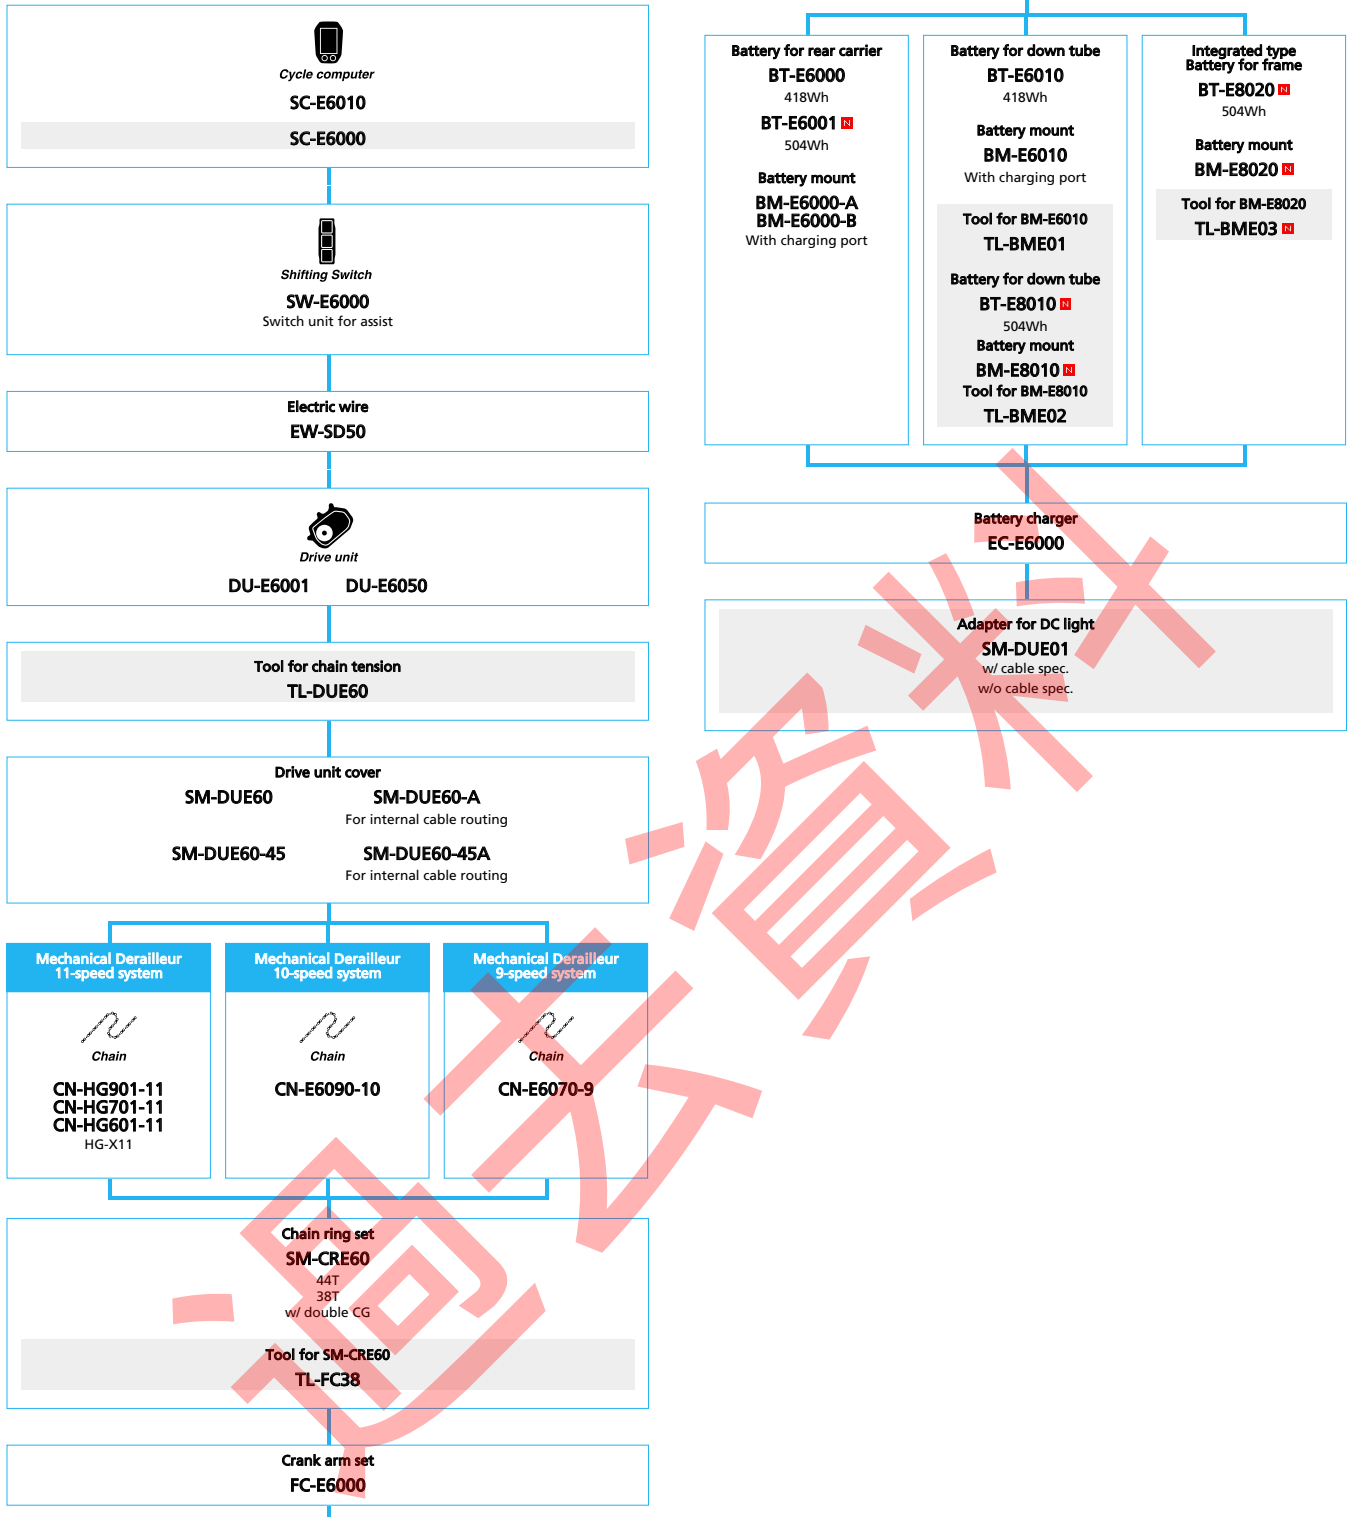 Cycle computer
SC-E6010
SC-E6000
Shifting Switch
SW-E6000
Switch unit for assist
Electric wire
EW-SD50
Drive unit
DU-E6001 DU-E6050
Tool for chain tension
TL-DUE60
Drive unit cover
SM-DUE60 SM-DUE60-A
For internal cable routing
SM-DUE60-45 SM-DUE60-45A
For internal cable routing
Mechanical Derailleur
11-speed system
Chain
CN-HG901-11
CN-HG701-11
CN-HG601-11
HG-X11
Mechanical Derailleur
10-speed system
Chain
CN-E6090-10
Mechanical Derailleur
9-speed system
Chain
CN-E6070-9
Chain ring set
SM-CRE60
44T
38T
w/ double CG
Tool for SM-CRE60
TL-FC38
Crank arm set
FC-E6000
Battery for rear carrier
BT-E6000
418Wh
BT-E6001 N
504Wh
Battery mount
BM-E6000-A
BM-E6000-B
With charging port
Battery for down tube
BT-E6010
418Wh
Battery mount
BM-E6010
With charging port
Tool for BM-E6010
TL-BME01
Battery for down tube
BT-E8010 N
504Wh
Battery mount
BM-E8010 N
Tool for BM-E8010
TL-BME02
Integrated type
Battery for frame
BT-E8020 N
504Wh
Battery mount
BM-E8020 N
Tool for BM-E8020
TL-BME03 N
Battery charger
EC-E6000
Adapter for DC light
SM-DUE01
w/ cable spec.
w/o cable spec.
過去資料